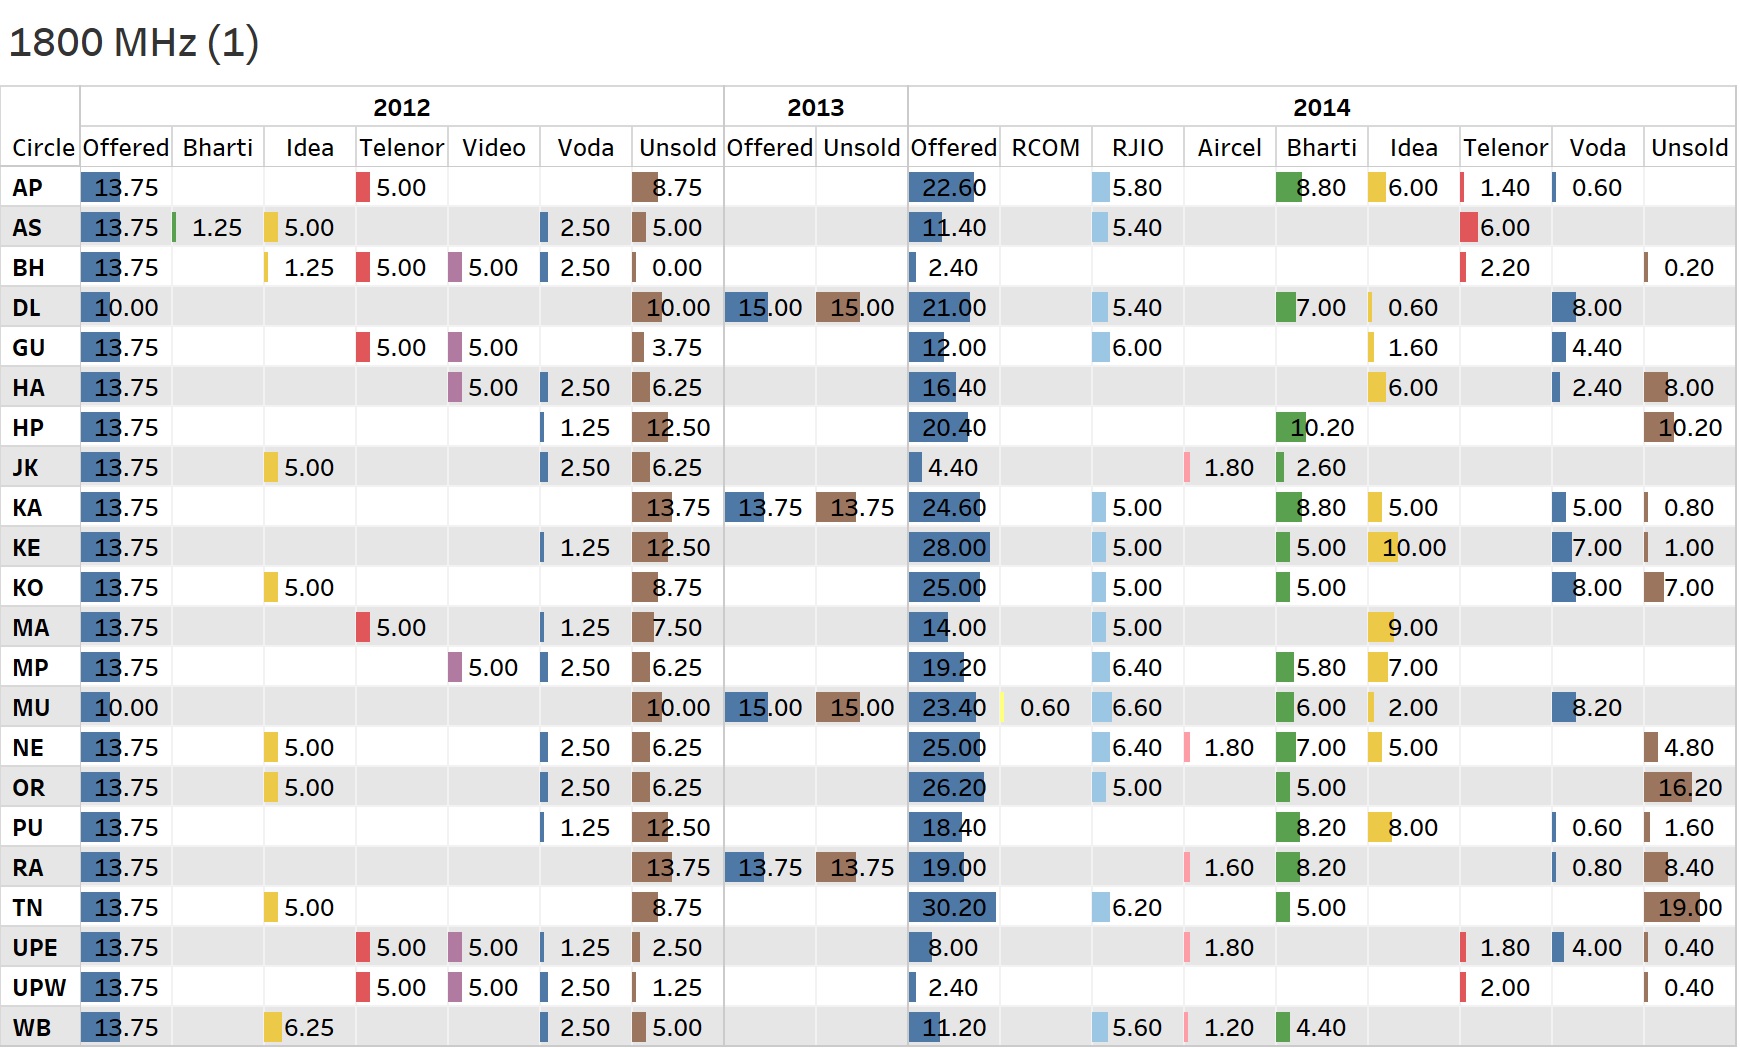 1800 MHz (1)
2012 2013 2014
Circle Offered Bharti Idea Telenor Video Voda Unsold Offered Unsold Offered RCOM RJIO Aircel Bharti Idea Telenor Voda Unsold
AP 13.75 5.00 8.75 22.60 5.80 8.80 6.00 1.40 0.60
AS 13.75 1.25 5.00 2.50 5.00 11.40 5.40 6.00
BH 13.75 1.25 5.00 5.00 2.50 0.00 2.40 2.20 0.20
DL 10.00 10.00 15.00 15.00 21.00 5.40 7.00 0.60 8.00
GU 13.75 5.00 5.00 3.75 12.00 6.00 1.60 4.40
HA 13.75 5.00 2.50 6.25 16.40 6.00 2.40 8.00
HP 13.75 1.25 12.50 20.40 10.20 10.20
JK 13.75 5.00 2.50 6.25 4.40 1.80 2.60
KA 13.75 13.75 13.75 13.75 24.60 5.00 8.80 5.00 5.00 0.80
KE 13.75 1.25 12.50 28.00 5.00 5.00 10.00 7.00 1.00
KO 13.75 5.00 8.75 25.00 5.00 5.00 8.00 7.00
MA 13.75 5.00 1.25 7.50 14.00 5.00 9.00
MP 13.75 5.00 2.50 6.25 19.20 6.40 5.80 7.00
MU 10.00 10.00 15.00 15.00 23.40 0.60 6.60 6.00 2.00 8.20
NE 13.75 5.00 2.50 6.25 25.00 6.40 1.80 7.00 5.00 4.80
OR 13.75 5.00 2.50 6.25 26.20 5.00 5.00 16.20
PU 13.75 1.25 12.50 18.40 8.20 8.00 0.60 1.60
RA 13.75 13.75 13.75 13.75 19.00 1.60 8.20 0.80 8.40
TN 13.75 5.00 8.75 30.20 6.20 5.00 19.00
UPE 13.75 5.00 5.00 1.25 2.50 8.00 1.80 1.80 4.00 0.40
UPW 13.75 5.00 5.00 2.50 1.25 2.40 2.00 0.40
WB 13.75 6.25 2.50 5.00 11.20 5.60 1.20 4.40